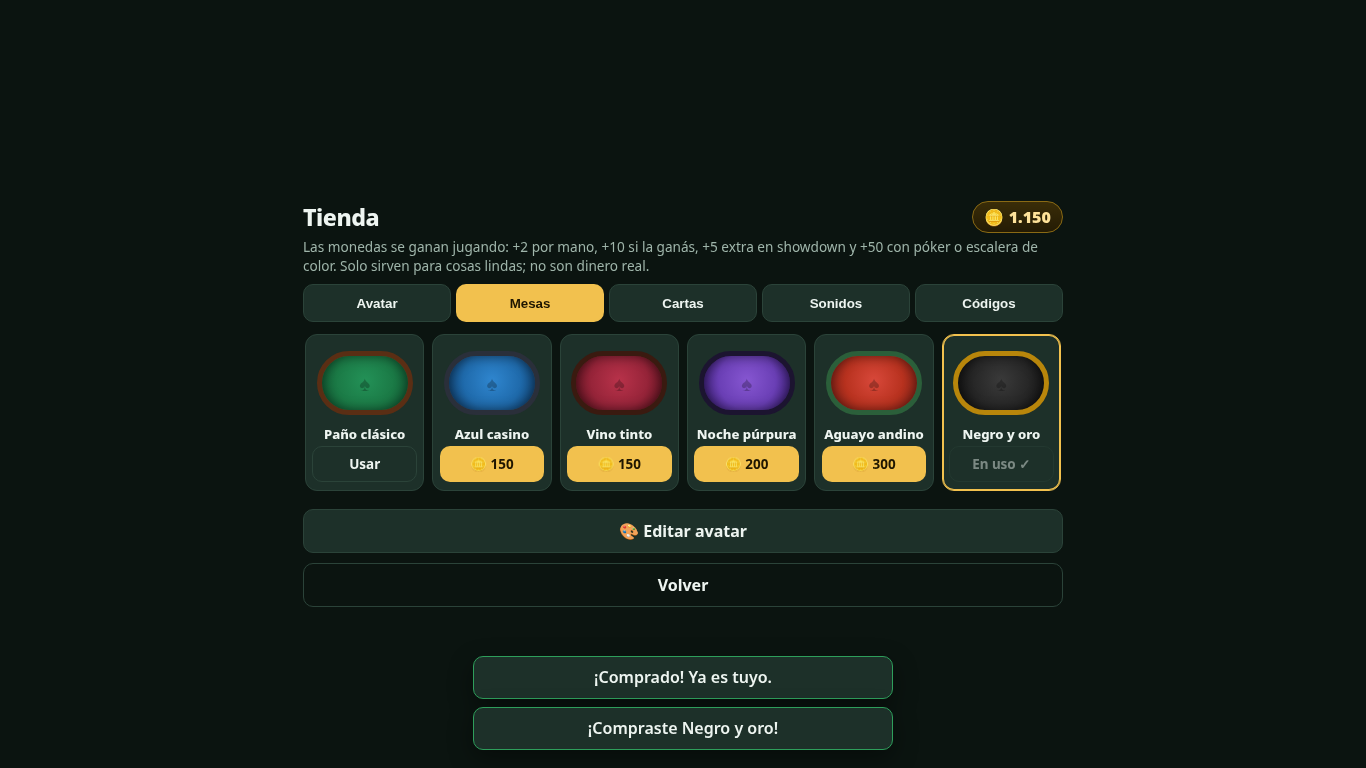 Tienda
🪙 1.150
Las monedas se ganan jugando: +2 por mano, +10 si la ganás, +5 extra en showdown y +50 con póker o escalera de
color. Solo sirven para cosas lindas; no son dinero real.
Avatar
Mesas
Cartas
Sonidos
Códigos
Paño clásico
Azul casino
Vino tinto
Noche púrpura
Aguayo andino
Negro y oro
Usar
🪙 150
🪙 150
🪙 200
🪙 300
En uso ✓
🎨 Editar avatar
Volver
¡Comprado! Ya es tuyo.
¡Compraste Negro y oro!